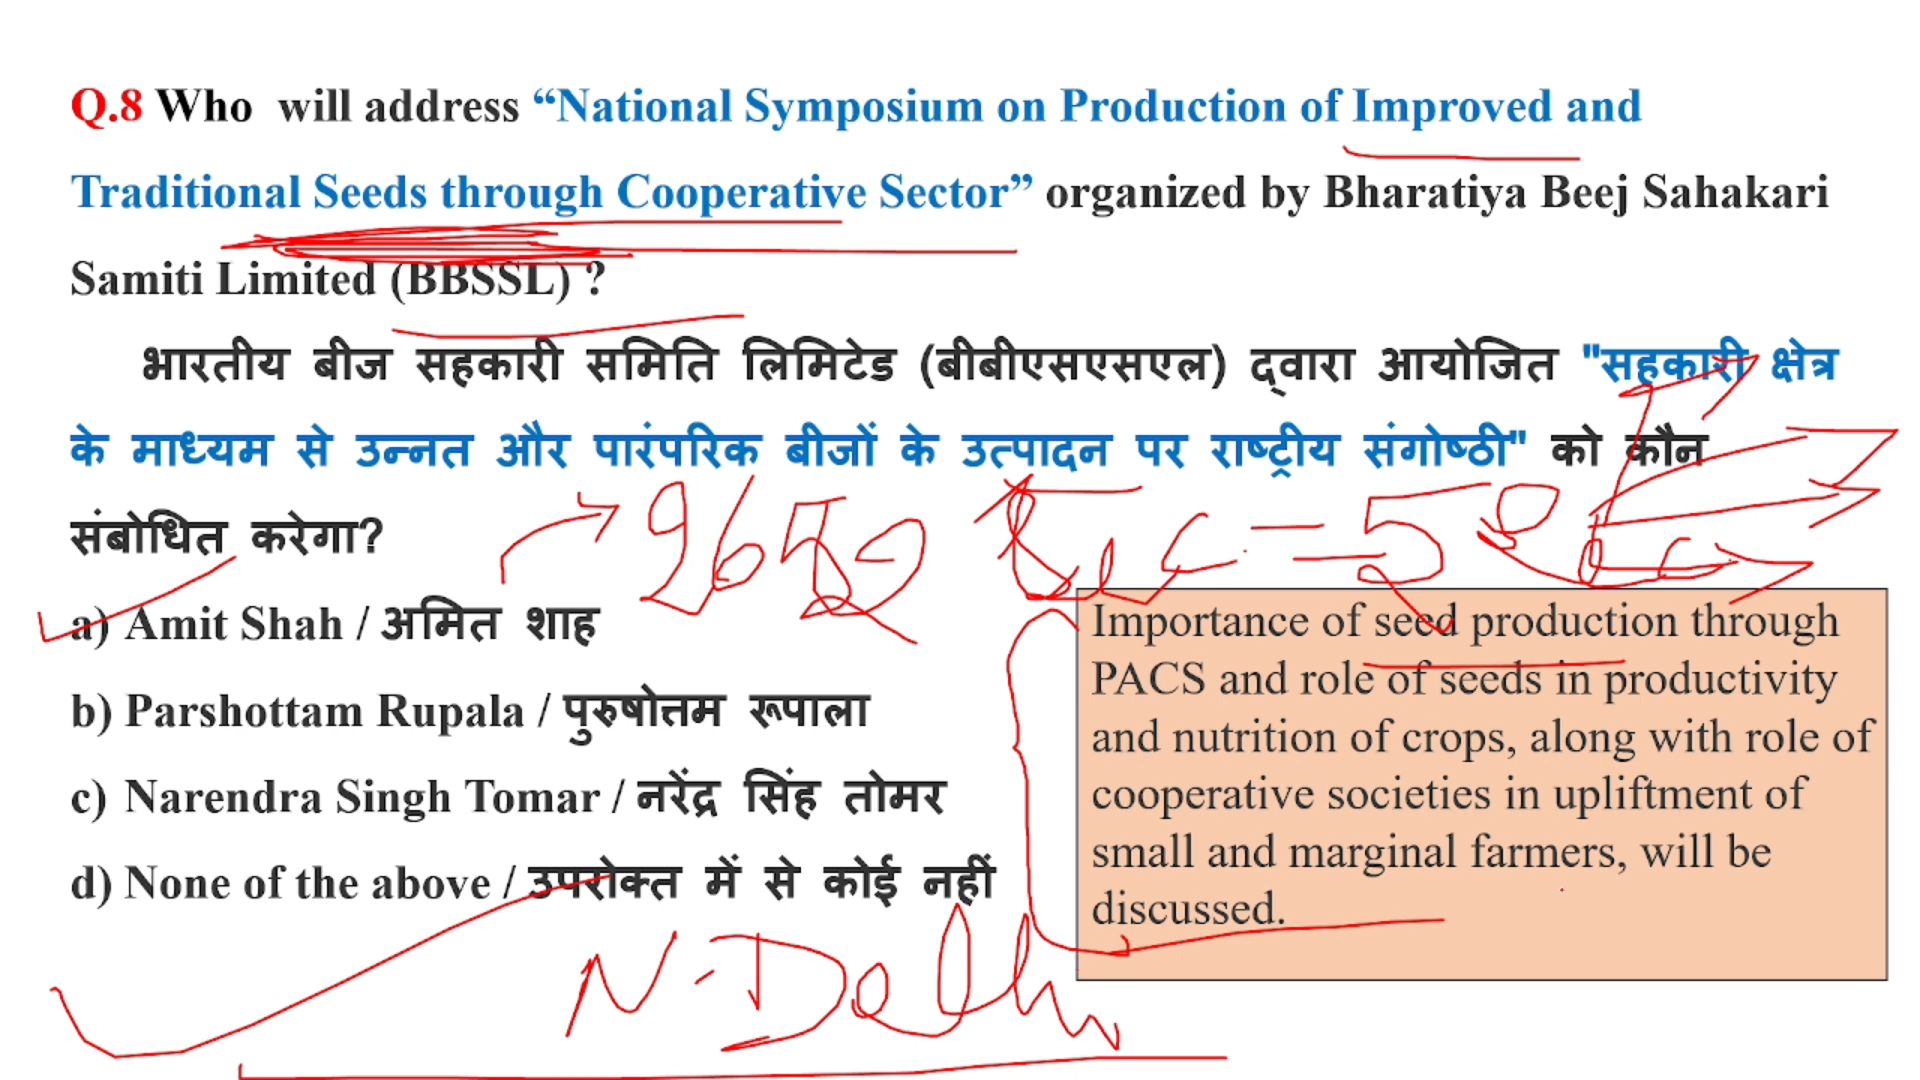 Q.8 Who will address “National Symposium on Production of Improved and
Traditional Seeds through Cooperative Sector” organized by Bharatiya Beej Sahakari
Samiti Limited (BBSSL) ?
भारतीय बीज सहकारी समिति लिमिटेड (बीबीएसएसएल) द्वारा आयोजित "सहकारी क्षेत्र
के माध्यम से उन्नत और पारंपरिक बीजों के उत्पादन पर राष्ट्रीय संगोष्ठी" को कौन
संबोधित करेगा?
a) Amit Shah / अमित शाह
b) Parshottam Rupala / पुरुषोत्तम रूपाला
c) Narendra Singh Tomar / नरेंद्र सिंह तोमर
d) None of the above / उपरोक्त में से कोई नहीं
Importance of seed production through
PACS and role of seeds in productivity
and nutrition of crops, along with role of
cooperative societies in upliftment of
small and marginal farmers, will be
discussed.
N-Delhi